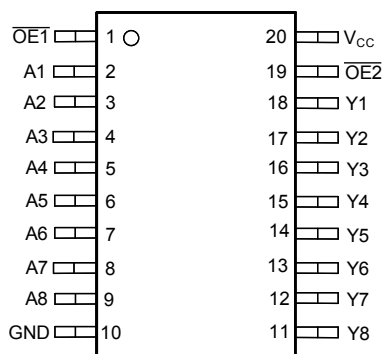 OE1 1 20 VCC
A1 2 19 OE2
A2 3 18 Y1
A3 4 17 Y2
A4 5 16 Y3
A5 6 15 Y4
A6 7 14 Y5
A7 8 13 Y6
A8 9 12 Y7
GND 10 11 Y8